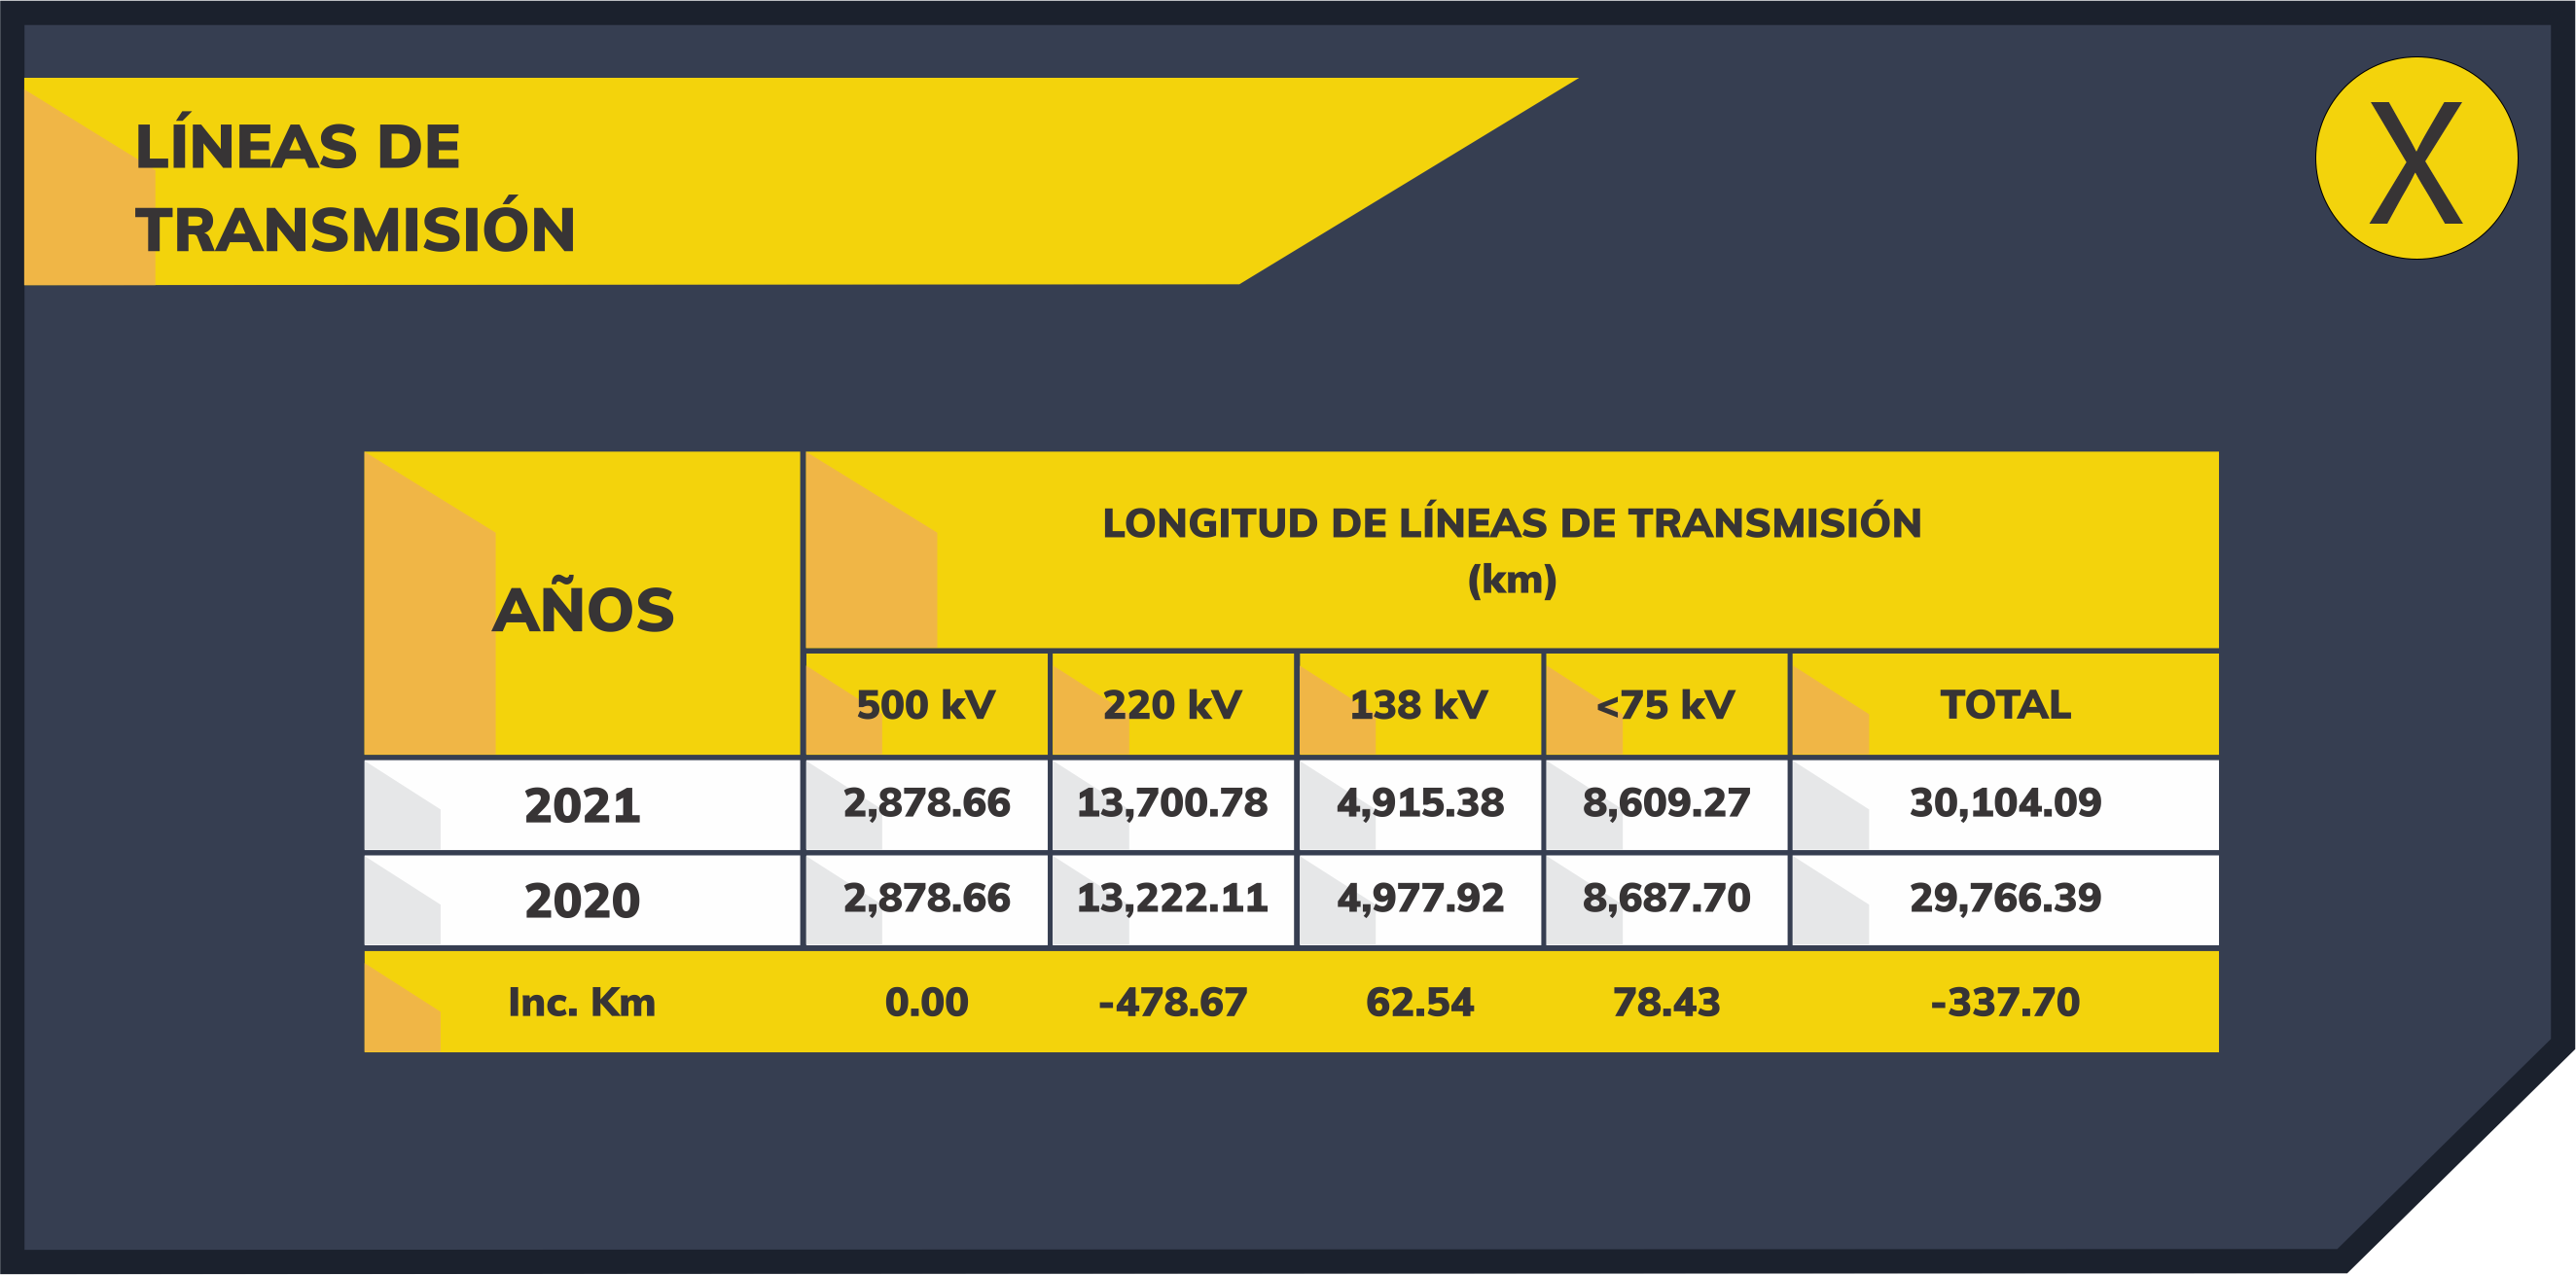 LÍNEAS DE
TRANSMISIÓN
X
AÑOS
LONGITUD DE LÍNEAS DE TRANSMISIÓN
(km)
500 kV 220 kV 138 kV <75 kV TOTAL
2021 2,878.66 13,700.78 4,915.38 8,609.27 30,104.09
2020 2,878.66 13,222.11 4,977.92 8,687.70 29,766.39
Inc. Km 0.00 -478.67 62.54 78.43 -337.70